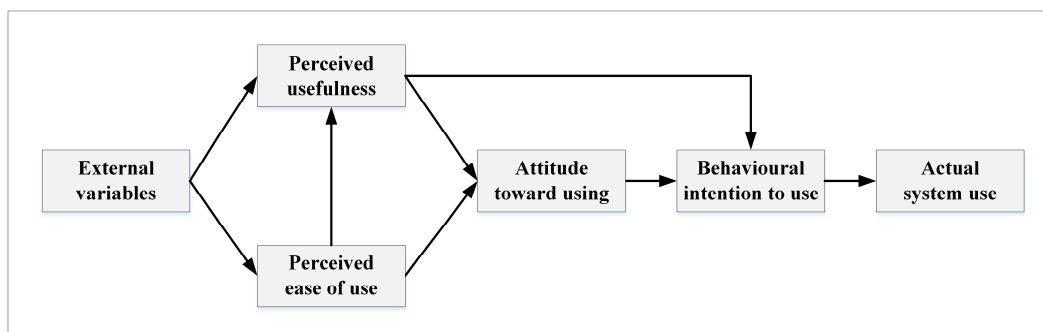 Perceived
usefulness
External
variables
Attitude
toward using
Behavioural
intention to use
Actual
system use
Perceived
ease of use